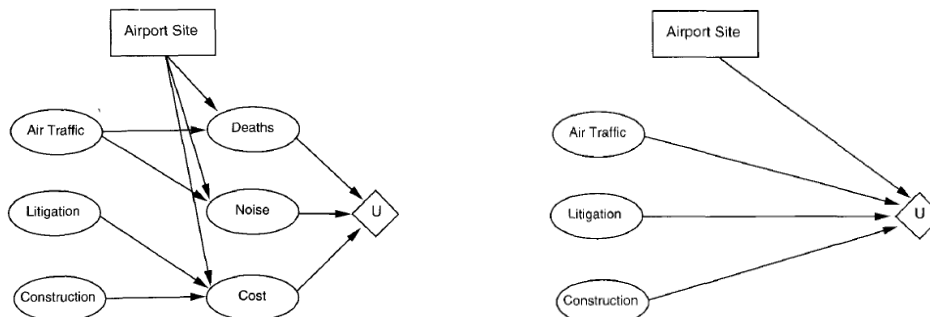 Airport Site
Air Traffic
Deaths
Litigation
Noise
U
Construction
Cost
Airport Site
Air Traffic
Litigation
U
Construction